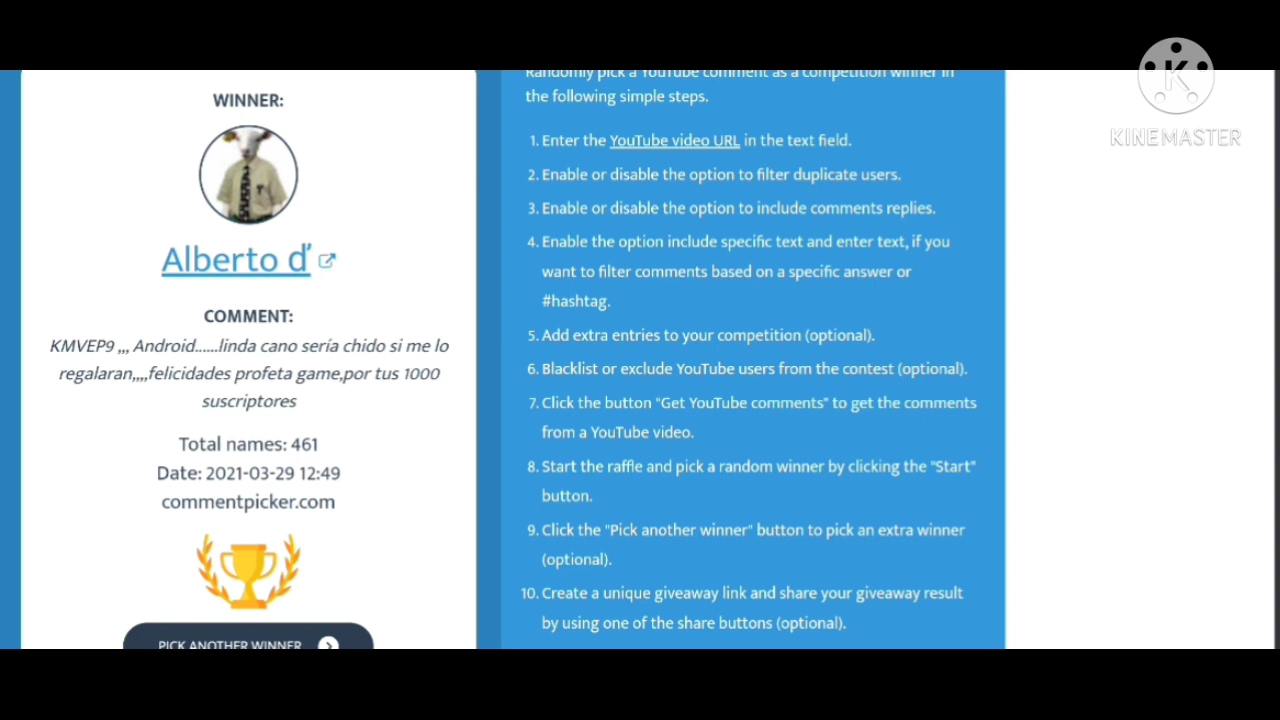 WINNER:
Alberto ď
COMMENT:
KMVEP9 ,,, Android......linda cano sería chido si me lo
regalaran,,,,felicidades profeta game,por tus 1000
suscriptores
Total names: 461
Date: 2021-03-29 12:49
commentpicker.com
PICK ANOTHER WINNER
Randomly pick a YouTube comment as a competition winner in
the following simple steps.
1. Enter the YouTube video URL in the text field.
2. Enable or disable the option to filter duplicate users.
3. Enable or disable the option to include comments replies.
4. Enable the option include specific text and enter text, if you
want to filter comments based on a specific answer or
#hashtag.
5. Add extra entries to your competition (optional).
6. Blacklist or exclude YouTube users from the contest (optional).
7. Click the button "Get YouTube comments" to get the comments
from a YouTube video.
8. Start the raffle and pick a random winner by clicking the "Start"
button.
9. Click the "Pick another winner" button to pick an extra winner
(optional).
10. Create a unique giveaway link and share your giveaway result
by using one of the share buttons (optional).
K
KINEMASTER